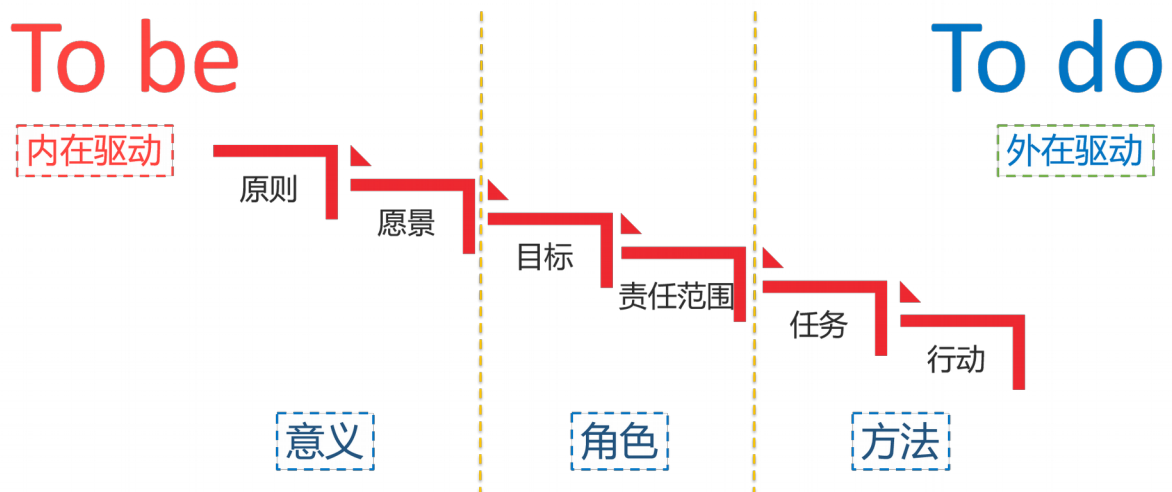 To be
To do
内在驱动
外在驱动
原则
愿景
目标
责任范围
任务
行动
意义
角色
方法